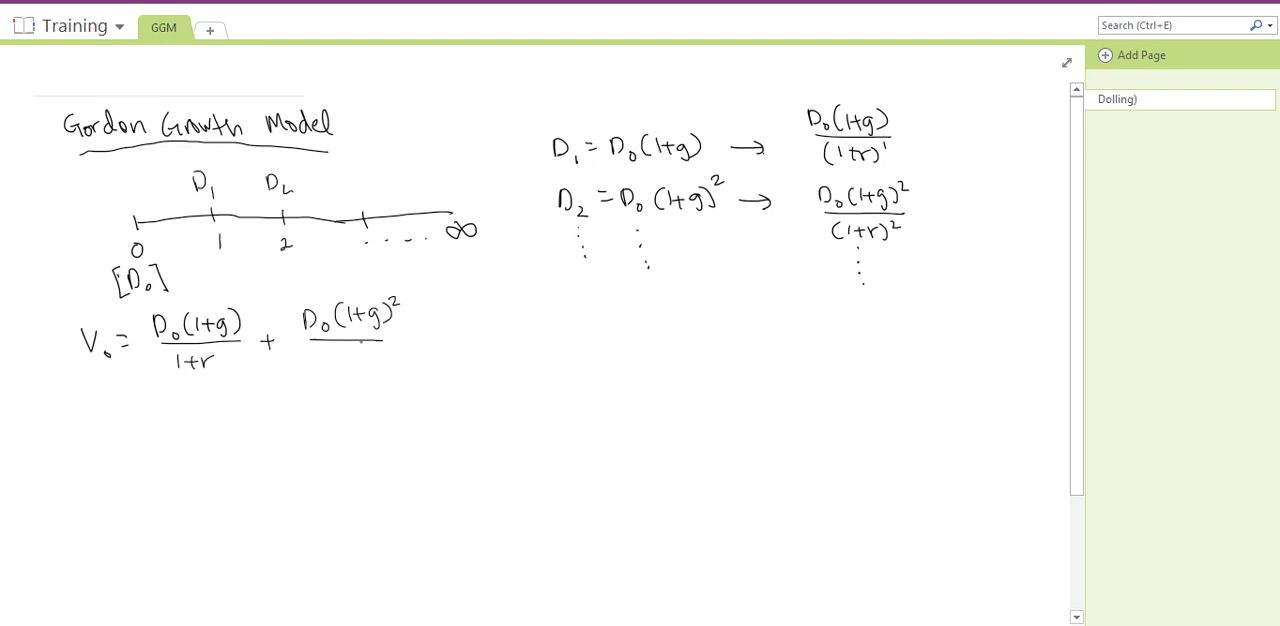 Training
GGM
Search (Ctrl+E)
Add Page
Dolling)
Gordon Growth Model
D₁ D₂
0 1 2 ..... ∞
[D₀]
V₀ = D₀(1+g)/1+r + D₀(1+g)²/
D₁ = D₀(1+g) → D₀(1+g)/(1+r)¹
D₂ = D₀(1+g)² → D₀(1+g)²/(1+r)²